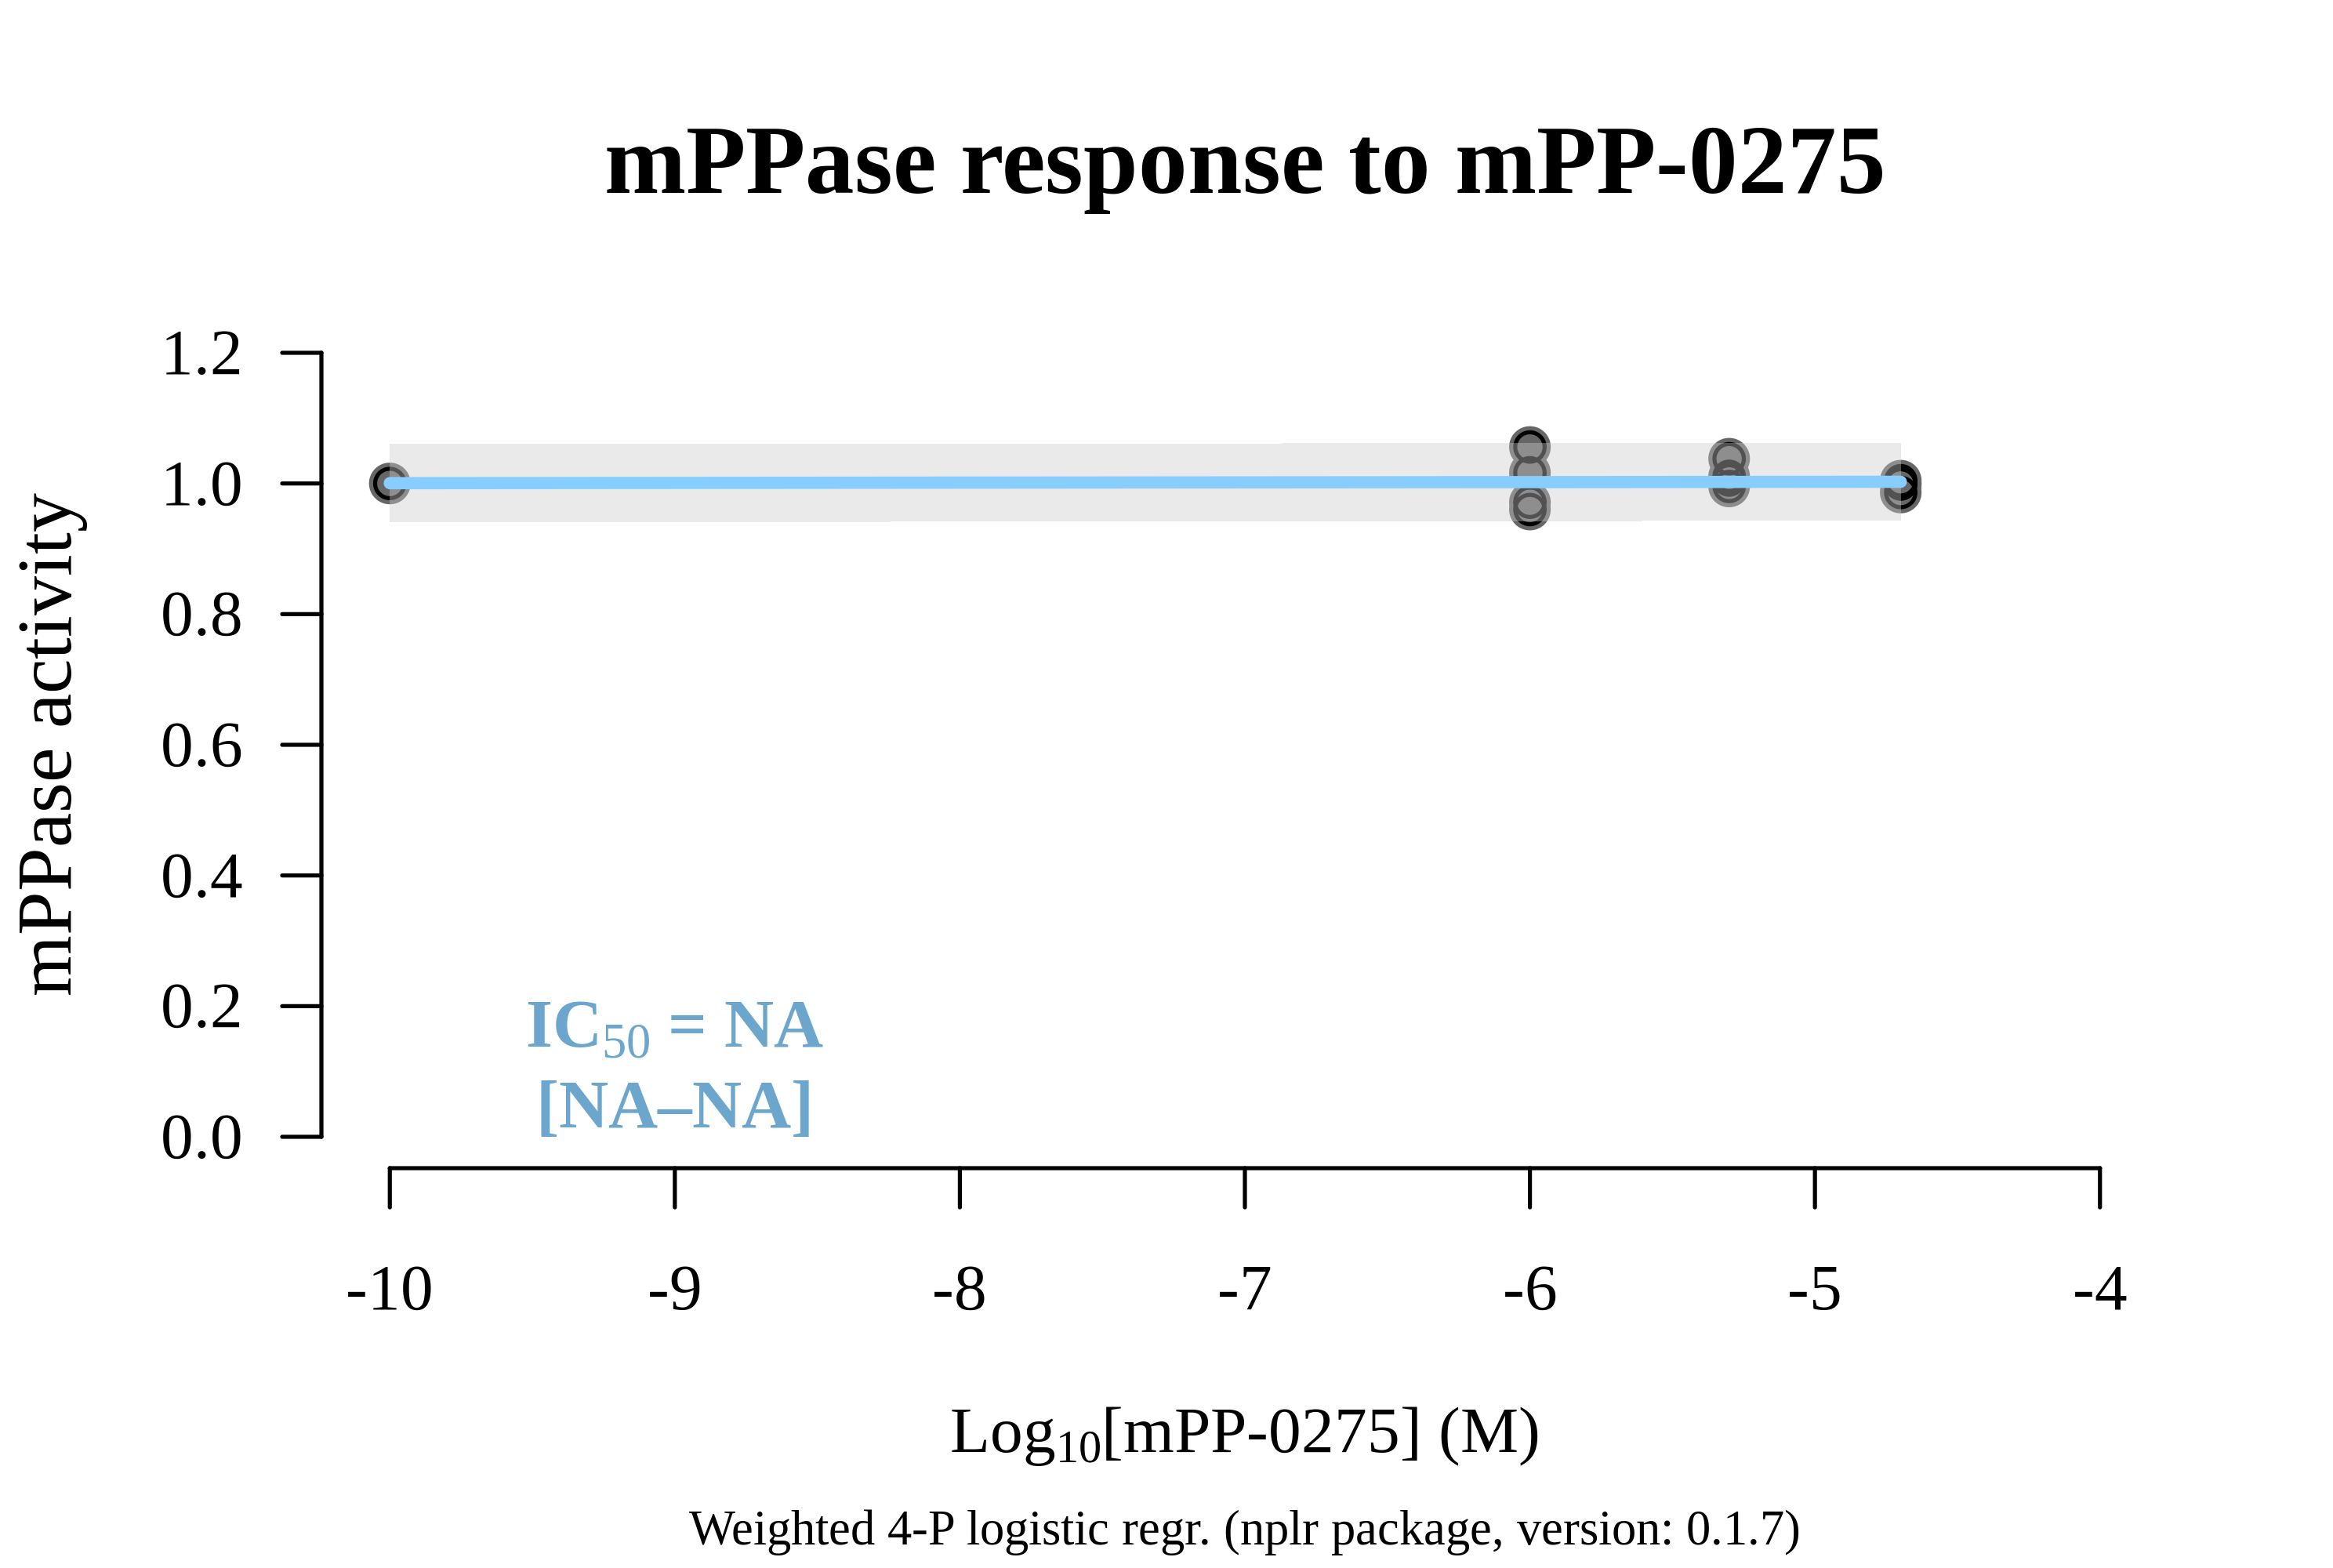 mPPase response to mPP-0275
mPPase activity
1.2
1.0
0.8
0.6
0.4
0.2
0.0
IC50 = NA
[NA–NA]
-10 -9 -8 -7 -6 -5 -4
Log10[mPP-0275] (M)
Weighted 4-P logistic regr. (nplr package, version: 0.1.7)